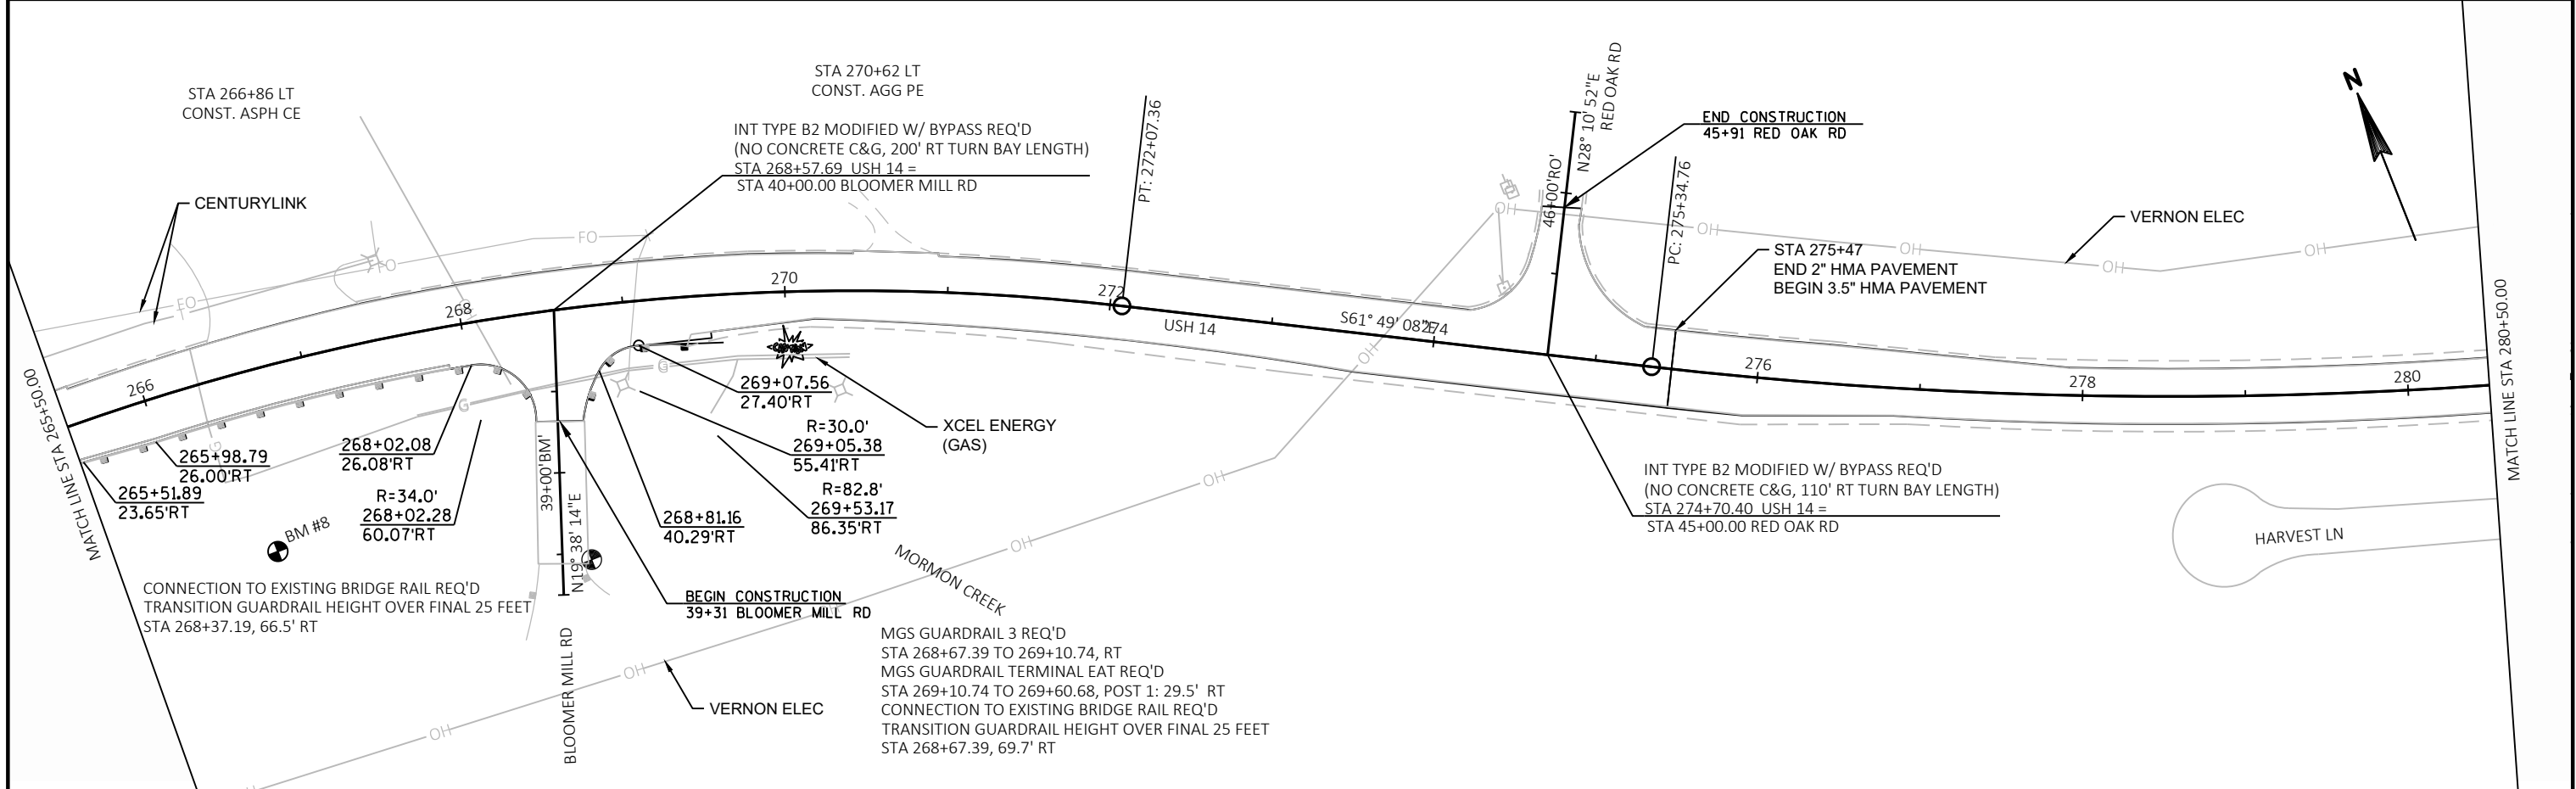 STA 266+86 LT
CONST. ASPH CE
STA 270+62 LT
CONST. AGG PE
INT TYPE B2 MODIFIED W/ BYPASS REQ'D
(NO CONCRETE C&G, 200' RT TURN BAY LENGTH)
STA 268+57.69 USH 14 =
STA 40+00.00 BLOOMER MILL RD
PT: 272+07.36
N28° 10' 52"E
RED OAK RD
46+00'RO'
END CONSTRUCTION
45+91 RED OAK RD
PC: 275+34.76
N
CENTURYLINK
VERNON ELEC
STA 275+47
END 2" HMA PAVEMENT
BEGIN 3.5" HMA PAVEMENT
FO
FO
FO
OH
OH
OH
OH
OH
OH
266
268
270
272
USH 14
S61° 49' 08"E
274
276
278
280
MATCH LINE STA 265+50.00
MATCH LINE STA 280+50.00
G
G
G
265+98.79
26.00'RT
265+51.89
23.65'RT
268+02.08
26.08'RT
R=34.0'
268+02.28
60.07'RT
269+07.56
27.40'RT
R=30.0'
269+05.38
55.41'RT
R=82.8'
269+53.17
86.35'RT
268+81.16
40.29'RT
XCEL ENERGY
(GAS)
39+00'BM'
N19° 38' 14"E
BM #8
CONNECTION TO EXISTING BRIDGE RAIL REQ'D
TRANSITION GUARDRAIL HEIGHT OVER FINAL 25 FEET
STA 268+37.19, 66.5' RT
BEGIN CONSTRUCTION
39+31 BLOOMER MILL RD
BLOOMER MILL RD
MORMON CREEK
OH
OH
OH
OH
VERNON ELEC
MGS GUARDRAIL 3 REQ'D
STA 268+67.39 TO 269+10.74, RT
MGS GUARDRAIL TERMINAL EAT REQ'D
STA 269+10.74 TO 269+60.68, POST 1: 29.5' RT
CONNECTION TO EXISTING BRIDGE RAIL REQ'D
TRANSITION GUARDRAIL HEIGHT OVER FINAL 25 FEET
STA 268+67.39, 69.7' RT
INT TYPE B2 MODIFIED W/ BYPASS REQ'D
(NO CONCRETE C&G, 110' RT TURN BAY LENGTH)
STA 274+70.40 USH 14 =
STA 45+00.00 RED OAK RD
HARVEST LN